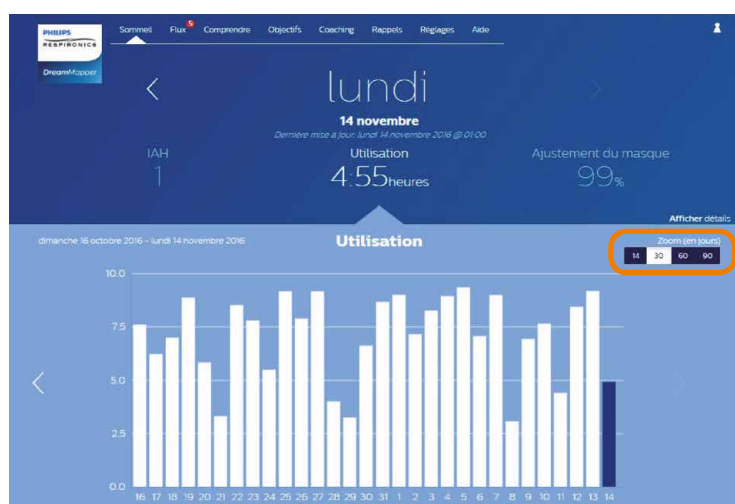 PHILIPS
RESPIRONICS
DreamMapper
Sommeil Flux 5 Comprendre Objectifs Coaching Rappels Réglages Aide
lundi
14 novembre
Dernière mise à jour: lundi 14 novembre 2016 @ 01:00
IAH
1
Utilisation
4:55heures
Ajustement du masque
99%
Afficher détails
dimanche 16 octobre 2016 - lundi 14 novembre 2016
Utilisation
Zoom (en jours)
14 30 60 90
10.0
7.5
5.0
2.5
0.0
16 17 18 19 20 21 22 23 24 25 26 27 28 29 30 31 1 2 3 4 5 6 7 8 9 10 11 12 13 14